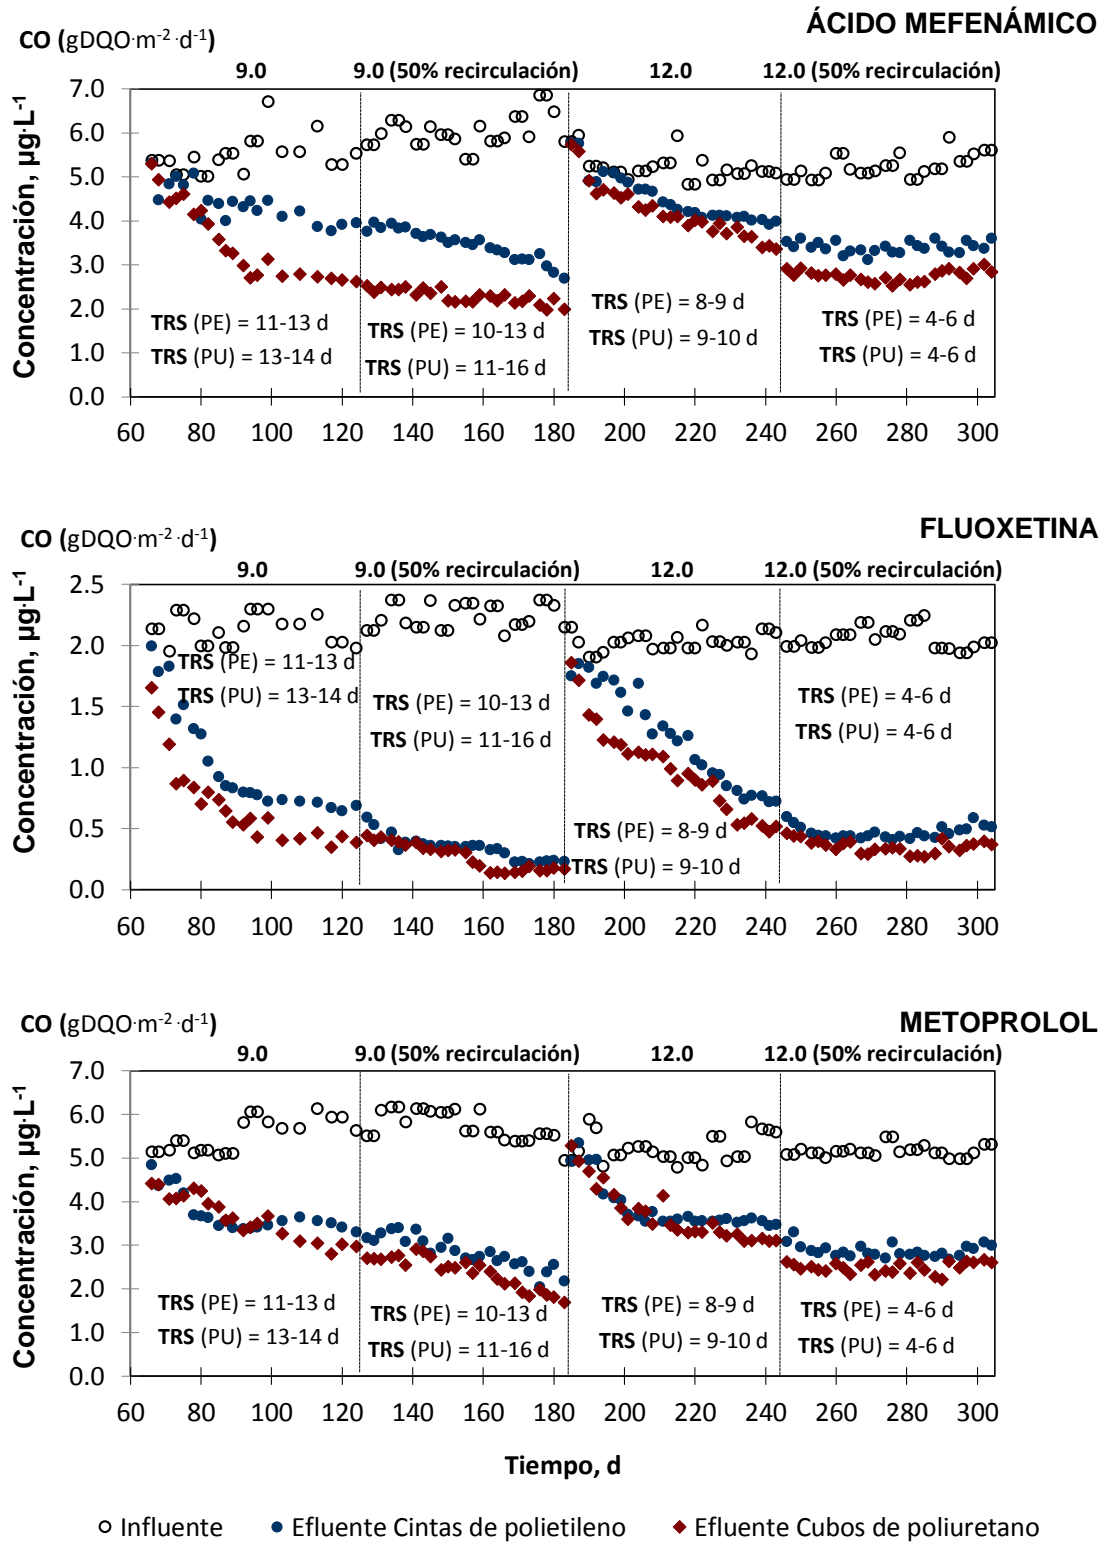 ÁCIDO MEFENÁMICO
CO (gDQO·m-2·d-1)
9.0 9.0 (50% recirculación) 12.0 12.0 (50% recirculación)
Concentración, µg·L-1
7.0
6.0
5.0
4.0
3.0
2.0
1.0
0.0
TRS (PE) = 11-13 d
TRS (PU) = 13-14 d
TRS (PE) = 10-13 d
TRS (PU) = 11-16 d
TRS (PE) = 8-9 d
TRS (PU) = 9-10 d
TRS (PE) = 4-6 d
TRS (PU) = 4-6 d
60 80 100 120 140 160 180 200 220 240 260 280 300
FLUOXETINA
CO (gDQO·m-2·d-1)
9.0 9.0 (50% recirculación) 12.0 12.0 (50% recirculación)
Concentración, µg·L-1
2.5
2.0
1.5
1.0
0.5
0.0
TRS (PE) = 11-13 d
TRS (PU) = 13-14 d
TRS (PE) = 10-13 d
TRS (PU) = 11-16 d
TRS (PE) = 8-9 d
TRS (PU) = 9-10 d
TRS (PE) = 4-6 d
TRS (PU) = 4-6 d
60 80 100 120 140 160 180 200 220 240 260 280 300
METOPROLOL
CO (gDQO·m-2·d-1)
9.0 9.0 (50% recirculación) 12.0 12.0 (50% recirculación)
Concentración, µg·L-1
7.0
6.0
5.0
4.0
3.0
2.0
1.0
0.0
TRS (PE) = 11-13 d
TRS (PU) = 13-14 d
TRS (PE) = 10-13 d
TRS (PU) = 11-16 d
TRS (PE) = 8-9 d
TRS (PU) = 9-10 d
TRS (PE) = 4-6 d
TRS (PU) = 4-6 d
60 80 100 120 140 160 180 200 220 240 260 280 300
Tiempo, d
Influente Efluente Cintas de polietileno Efluente Cubos de poliuretano